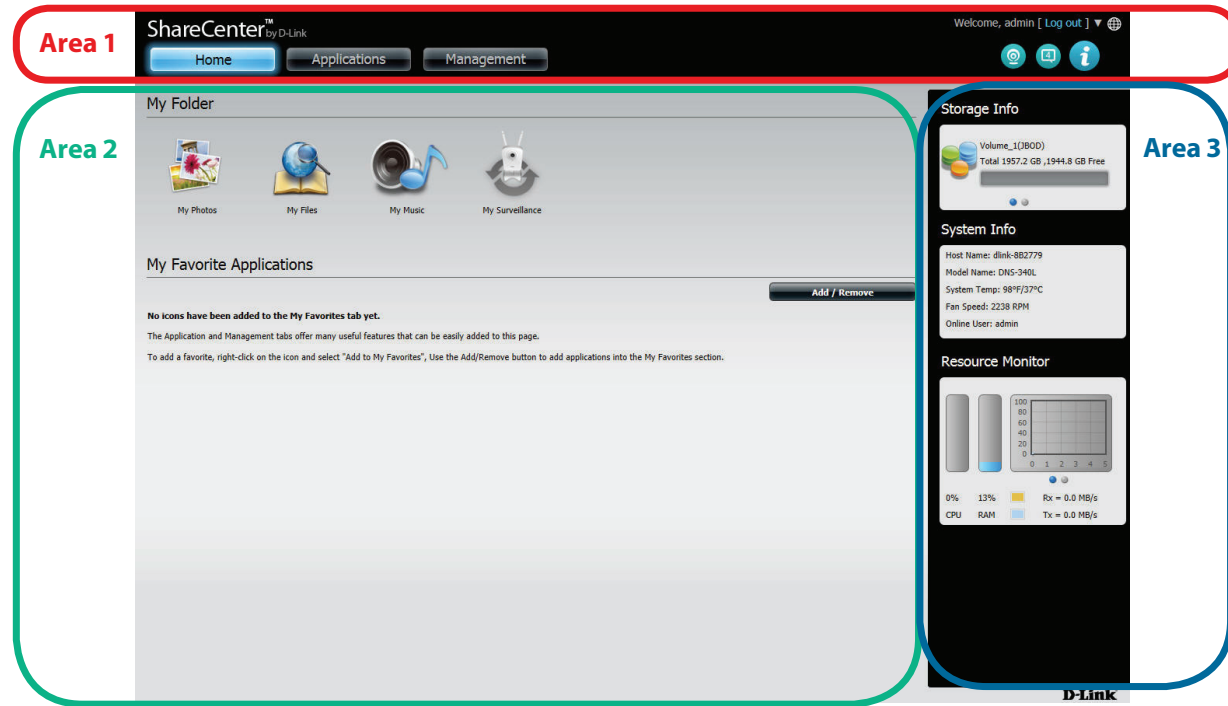 Area 1
ShareCenter™ by D-Link
Welcome, admin [ Log out ] ▼
Home Applications Management
4 i
Area 2
My Folder
My Photos My Files My Music My Surveillance
My Favorite Applications
Add / Remove
No icons have been added to the My Favorites tab yet.
The Application and Management tabs offer many useful features that can be easily added to this page.
To add a favorite, right-click on the icon and select "Add to My Favorites", Use the Add/Remove button to add applications into the My Favorites section.
Area 3
Storage Info
Volume_1(JBOD)
Total 1957.2 GB ,1944.8 GB Free
System Info
Host Name: dlink-8B2779
Model Name: DNS-340L
System Temp: 98°F/37°C
Fan Speed: 2238 RPM
Online User: admin
Resource Monitor
100
80
60
40
20
0
0 1 2 3 4 5
0% 13% Rx = 0.0 MB/s
CPU RAM Tx = 0.0 MB/s
D-Link